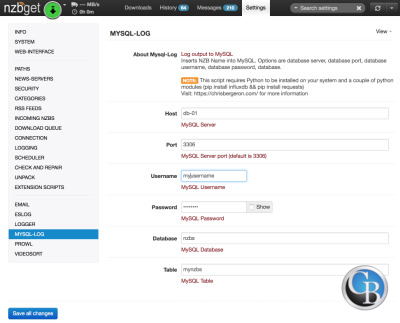 nzbget
--- MB/s
0h 0m
Downloads
History 64
Messages 210
Settings
Search settings
INFO
SYSTEM
WEB-INTERFACE
PATHS
NEWS-SERVERS
SECURITY
CATEGORIES
RSS FEEDS
INCOMING NZBS
DOWNLOAD QUEUE
CONNECTION
LOGGING
SCHEDULER
CHECK AND REPAIR
UNPACK
EXTENSION SCRIPTS
EMAIL
ESLOG
LOGGER
MYSQL-LOG
PROWL
VIDEOSORT
Save all changes
MYSQL-LOG
View
About Mysql-Log
Log output to MySQL
Inserts NZB Name into MySQL. Options are database server, database port, database
username, database password, database.
NOTE: This script requires Python to be installed on your system and a couple of python
modules (pip install influxdb && pip install requests)
Visit: https://chrisbergeron.com/ for more information
Host
db-01
MySQL Server
Port
3306
MySQL Server port (default is 3306)
Username
myusername
MySQL Username
Password
••••••••
Show
MySQL Password
Database
nzbs
MySQL Database
Table
mynzbs
MySQL Table
CB